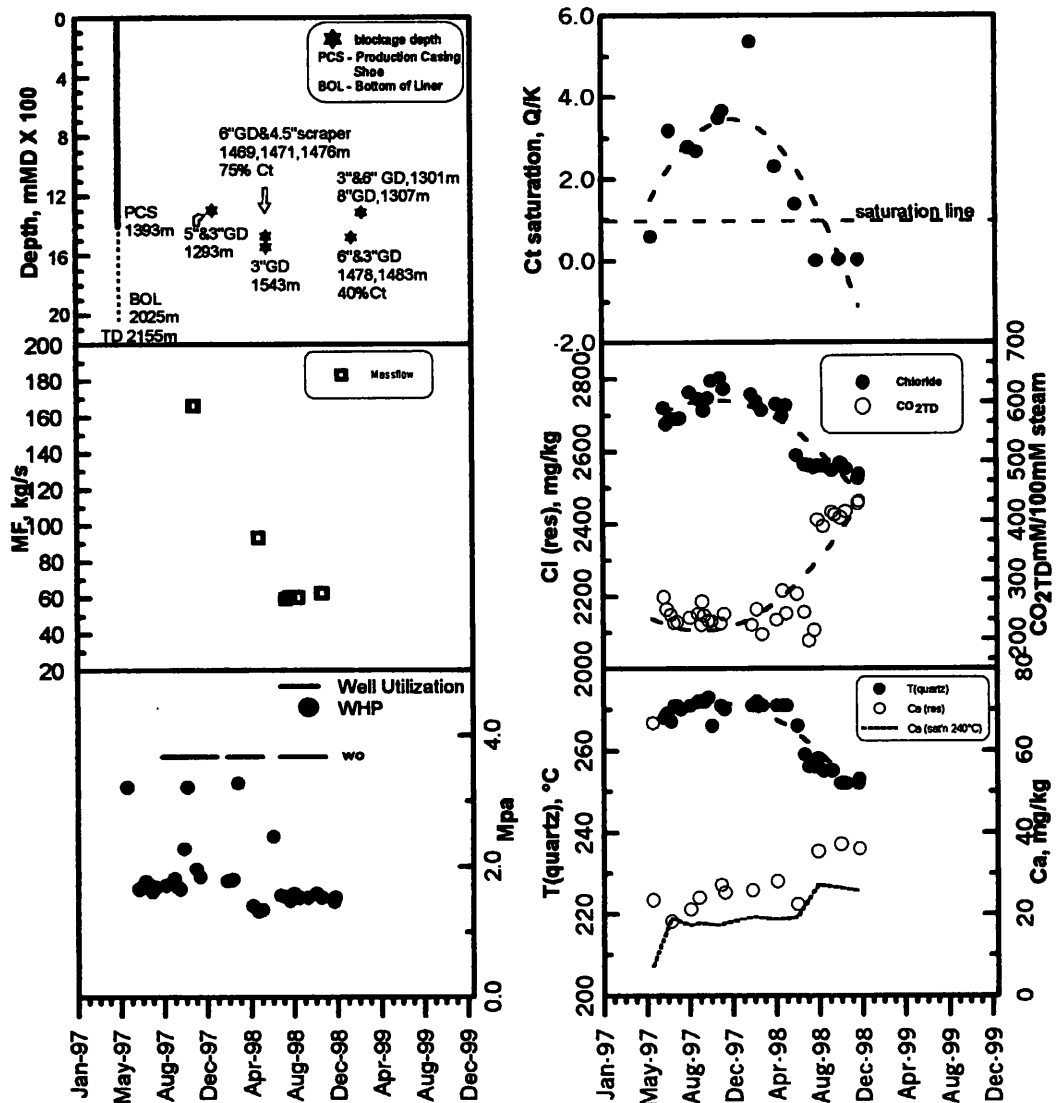 0
4
8
12
16
20
Depth, mMD X 100
blockage depth
PCS - Production Casing
Shoe
BOL - Bottom of Liner
6"GD&4.5"scraper
1469,1471,1476m
75% Ct
3"&6" GD,1301m
8"GD,1307m
PCS
1393m
5"&3"GD
1293m
3"GD
1543m
6"&3"GD
1478,1483m
40%Ct
BOL
2025m
TD 2155m
200
180
160
140
120
100
80
60
40
20
MF, kg/s
Massflow
Well Utilization
WHP
wo
4.0
2.0
0.0
Mpa
Jan-97
May-97
Aug-97
Dec-97
Apr-98
Aug-98
Dec-98
Apr-99
Aug-99
Dec-99
6.0
4.0
2.0
0.0
-2.0
Ct saturation, Q/K
saturation line
2800
2600
2400
2200
2000
Cl (res), mg/kg
Chloride
CO2TD
700
600
500
400
300
200
CO2TDmM/100mM steam
260
240
220
200
T(quartz), °C
T(quartz)
Ca (res)
Ca (sat'n 240°C)
80
60
40
20
0
Ca, mg/kg
Jan-97
May-97
Aug-97
Dec-97
Apr-98
Aug-98
Dec-98
Apr-99
Aug-99
Dec-99